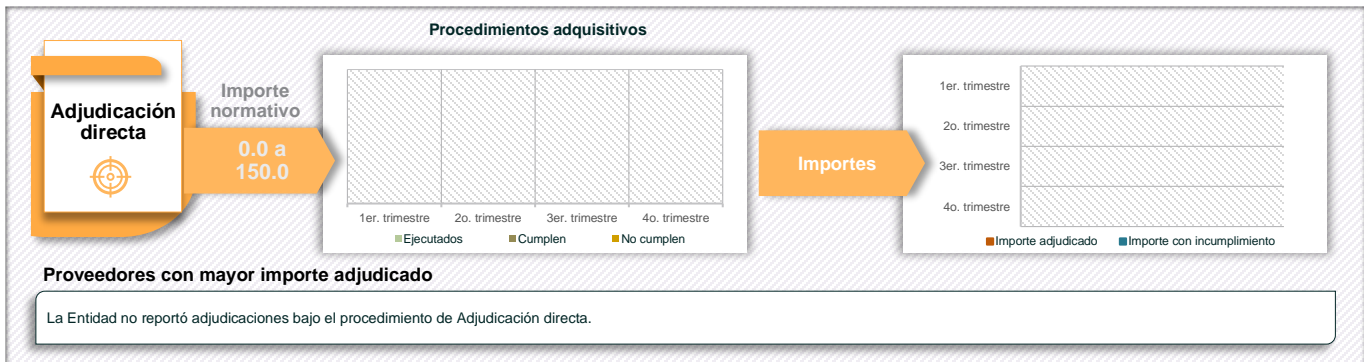 Procedimientos adquisitivos
Adjudicación
directa
Importe
normativo
0.0 a
150.0
1er. trimestre 2o. trimestre 3er. trimestre 4o. trimestre
Ejecutados Cumplen No cumplen
Importes
1er. trimestre
2o. trimestre
3er. trimestre
4o. trimestre
Importe adjudicado Importe con incumplimiento
Proveedores con mayor importe adjudicado
La Entidad no reportó adjudicaciones bajo el procedimiento de Adjudicación directa.